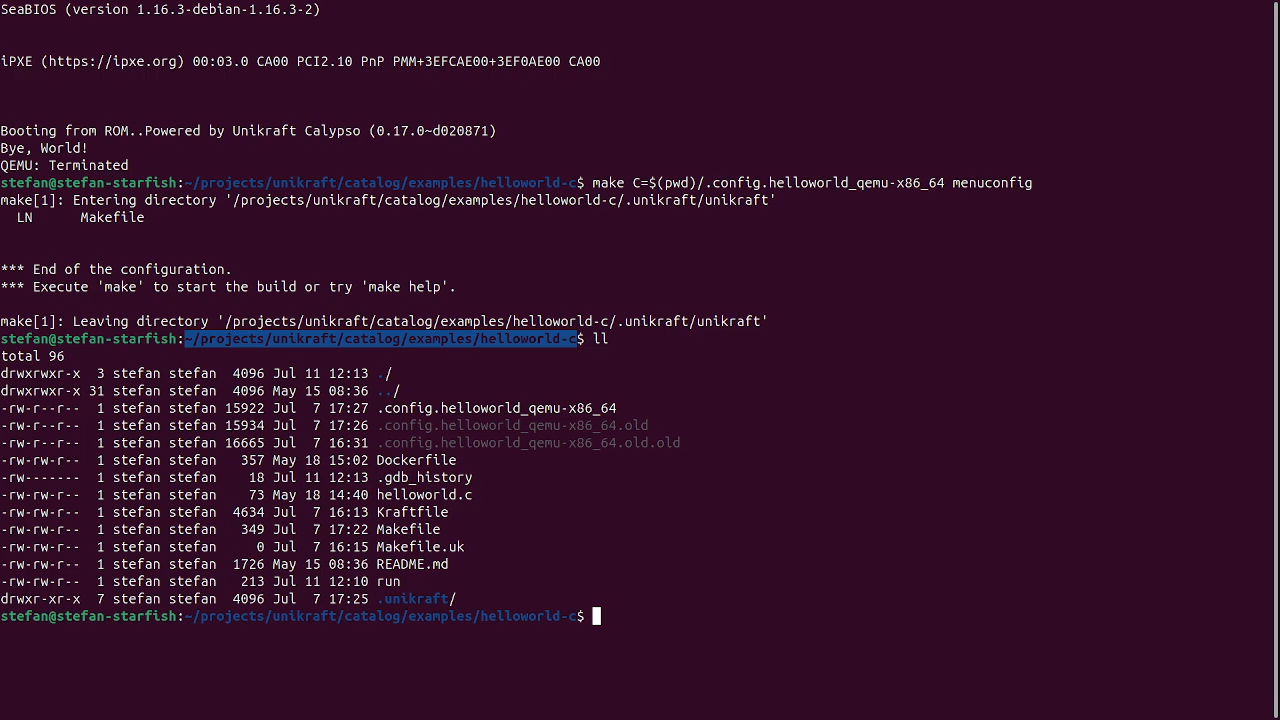 SeaBIOS (version 1.16.3-debian-1.16.3-2)
iPXE (https://ipxe.org) 00:03.0 CA00 PCI2.10 PnP PMM+3EFCAE00+3EF0AE00 CA00
Booting from ROM..Powered by Unikraft Calypso (0.17.0~d020871)
Bye, World!
QEMU: Terminated
stefan@stefan-starfish:~/projects/unikraft/catalog/examples/helloworld-c$ make C=$(pwd)/.config.helloworld_qemu-x86_64 menuconfig
make[1]: Entering directory '/projects/unikraft/catalog/examples/helloworld-c/.unikraft/unikraft'
  LN      Makefile
*** End of the configuration.
*** Execute 'make' to start the build or try 'make help'.
make[1]: Leaving directory '/projects/unikraft/catalog/examples/helloworld-c/.unikraft/unikraft'
stefan@stefan-starfish:~/projects/unikraft/catalog/examples/helloworld-c$ ll
total 96
drwxrwxr-x  3 stefan stefan  4096 Jul 11 12:13 ./
drwxrwxr-x 31 stefan stefan  4096 May 15 08:36 ../
-rw-r--r--  1 stefan stefan 15922 Jul  7 17:27 .config.helloworld_qemu-x86_64
-rw-r--r--  1 stefan stefan 15934 Jul  7 17:26 .config.helloworld_qemu-x86_64.old
-rw-r--r--  1 stefan stefan 16665 Jul  7 16:31 .config.helloworld_qemu-x86_64.old.old
-rw-rw-r--  1 stefan stefan   357 May 18 15:02 Dockerfile
-rw-------  1 stefan stefan    18 Jul 11 12:13 .gdb_history
-rw-rw-r--  1 stefan stefan    73 May 18 14:40 helloworld.c
-rw-rw-r--  1 stefan stefan  4634 Jul  7 16:13 Kraftfile
-rw-rw-r--  1 stefan stefan   349 Jul  7 17:22 Makefile
-rw-rw-r--  1 stefan stefan     0 Jul  7 16:15 Makefile.uk
-rw-rw-r--  1 stefan stefan  1726 May 15 08:36 README.md
-rw-rw-r--  1 stefan stefan   213 Jul 11 12:10 run
drwxr-xr-x  7 stefan stefan  4096 Jul  7 17:25 .unikraft/
stefan@stefan-starfish:~/projects/unikraft/catalog/examples/helloworld-c$